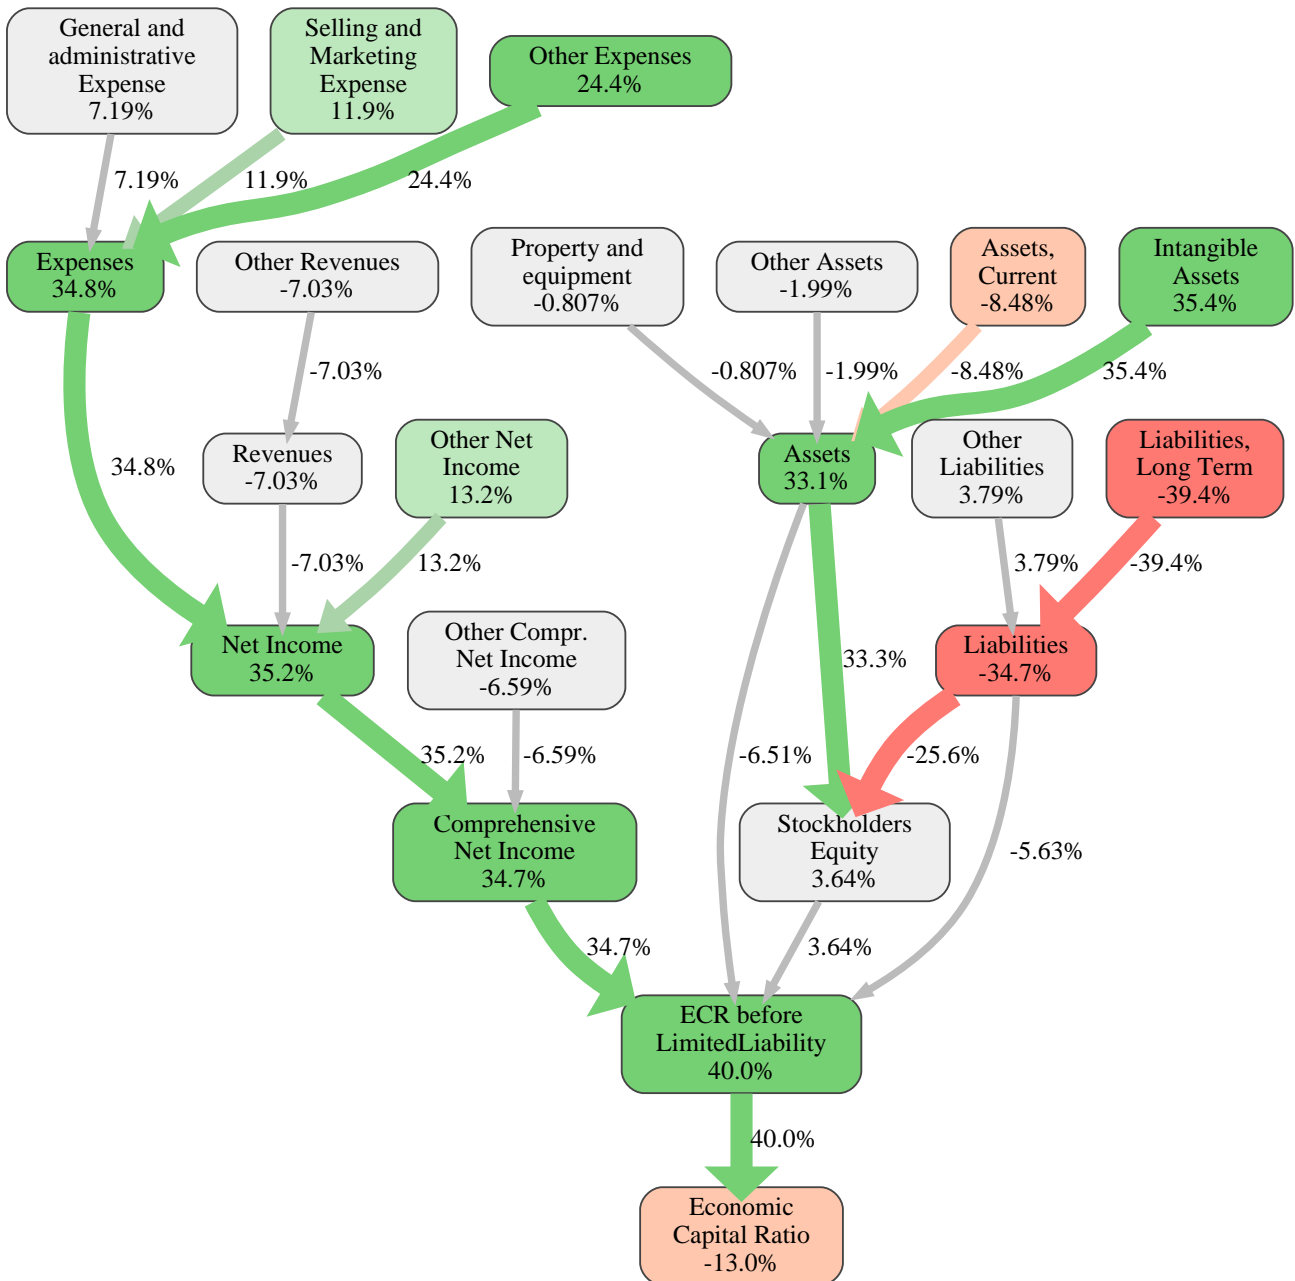 General and
administrative
Expense
7.19%
Selling and
Marketing
Expense
11.9%
Other Expenses
24.4%
7.19%
11.9%
24.4%
Expenses
34.8%
Other Revenues
-7.03%
Property and
equipment
-0.807%
Other Assets
-1.99%
Assets,
Current
-8.48%
Intangible
Assets
35.4%
-7.03%
-0.807%
-1.99%
-8.48%
35.4%
34.8%
Revenues
-7.03%
Other Net
Income
13.2%
Assets
33.1%
Other
Liabilities
3.79%
Liabilities,
Long Term
-39.4%
-7.03%
13.2%
3.79%
-39.4%
Net Income
35.2%
Other Compr.
Net Income
-6.59%
33.3%
Liabilities
-34.7%
35.2%
-6.59%
-6.51%
-25.6%
Comprehensive
Net Income
34.7%
Stockholders
Equity
3.64%
-5.63%
34.7%
3.64%
ECR before
LimitedLiability
40.0%
40.0%
Economic
Capital Ratio
-13.0%